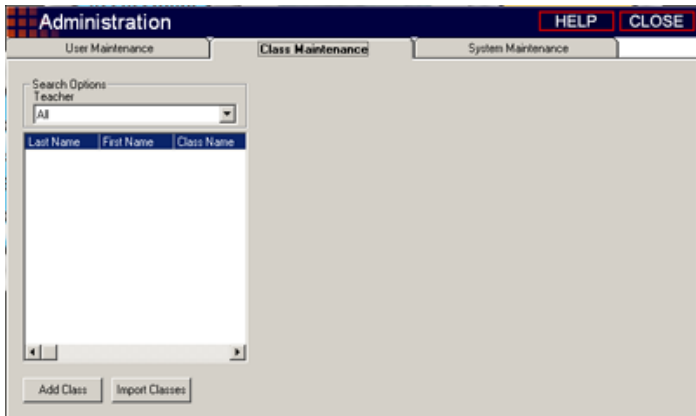 Administration HELP CLOSE
User Maintenance Class Maintenance System Maintenance
Search Options
Teacher
All
Last Name First Name Class Name
Add Class Import Classes